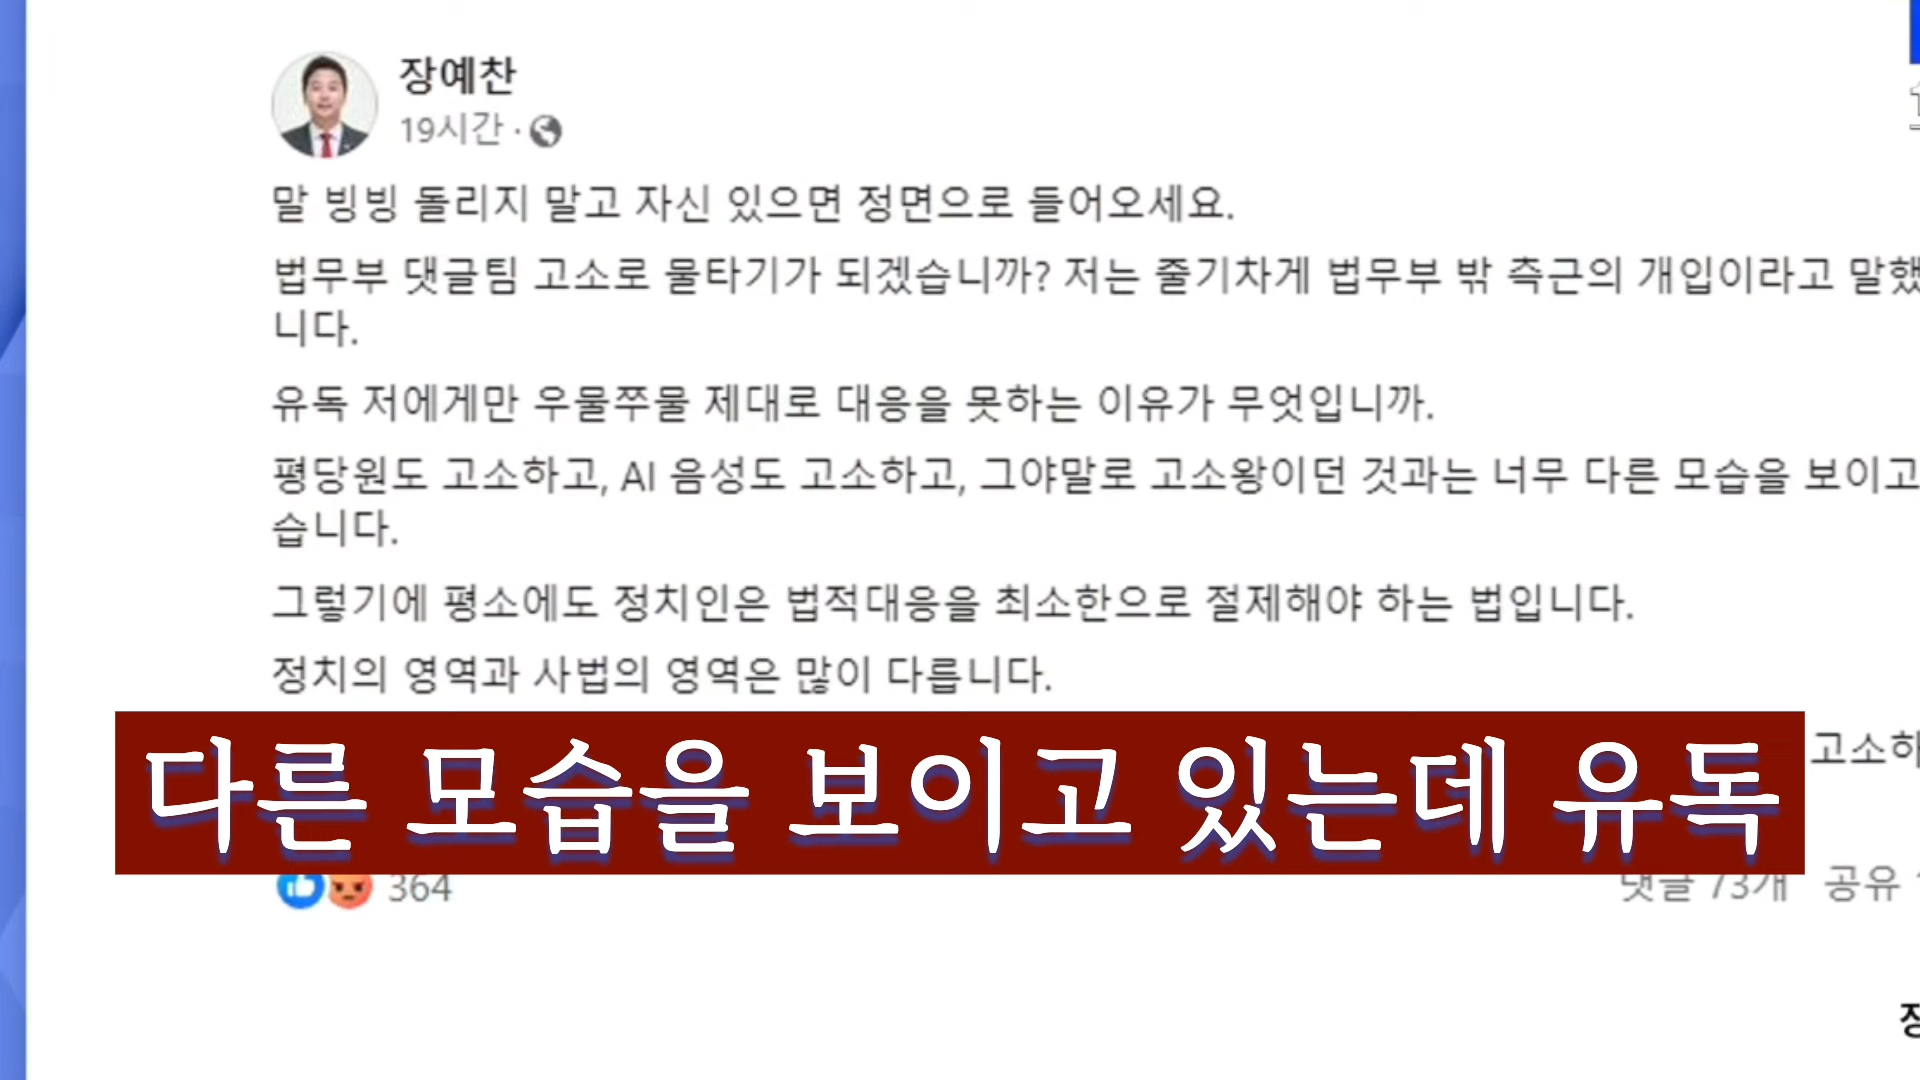 장예찬
19시간 ·
말 빙빙 돌리지 말고 자신 있으면 정면으로 들어오세요.
법무부 댓글팀 고소로 물타기가 되겠습니까? 저는 줄기차게 법무부 밖 측근의 개입이라고 말했
니다.
유독 저에게만 우물쭈물 제대로 대응을 못하는 이유가 무엇입니까.
평당원도 고소하고, AI 음성도 고소하고, 그야말로 고소왕이던 것과는 너무 다른 모습을 보이고
습니다.
그렇기에 평소에도 정치인은 법적대응을 최소한으로 절제해야 하는 법입니다.
정치의 영역과 사법의 영역은 많이 다릅니다.
고소하
다른 모습을 보이고 있는데 유독
364
댓글 73개 공유